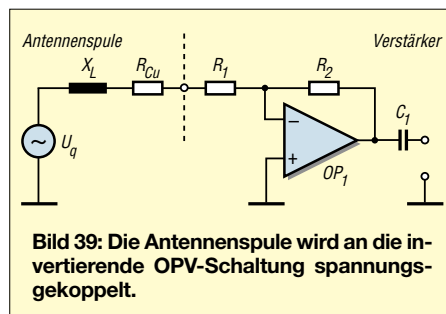 Antennenspule
Verstärker
X_L
R_Cu
R_1
R_2
C_1
U_q
~
−
+
OP_1
Bild 39: Die Antennenspule wird an die in-
vertierende OPV-Schaltung spannungs-
gekoppelt.